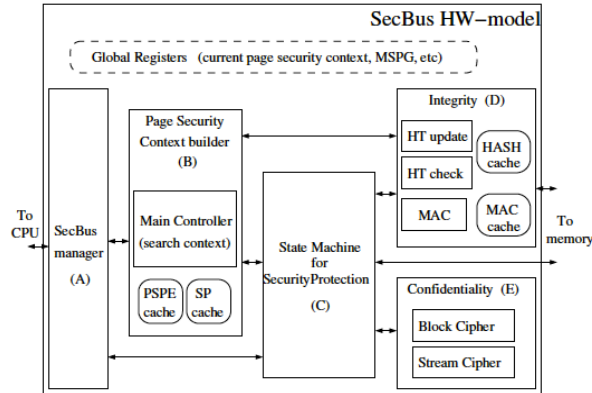 SecBus HW-model
Global Registers (current page security context, MSPG, etc)
To
CPU
SecBus
manager
(A)
Page Security
Context builder
(B)
Main Controller
(search context)
PSPE
cache
SP
cache
State Machine
for
SecurityProtection
(C)
Integrity (D)
HT update
HT check
MAC
HASH
cache
MAC
cache
To
memory
Confidentiality (E)
Block Cipher
Stream Cipher